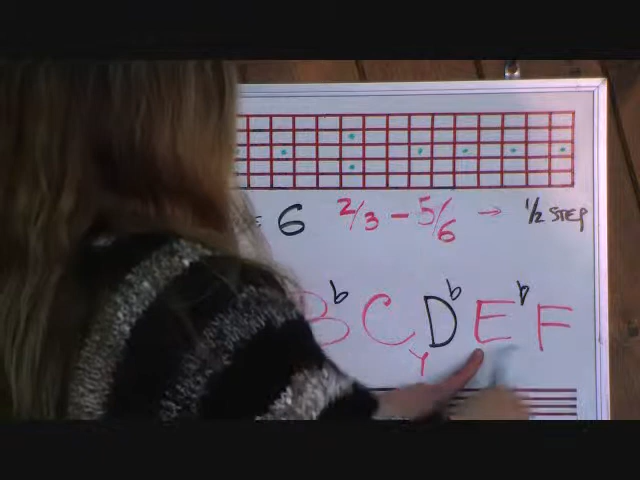 = 6 2/3 - 5/6 → 1/2 STEP
B♭ C D♭ E♭ F
Y